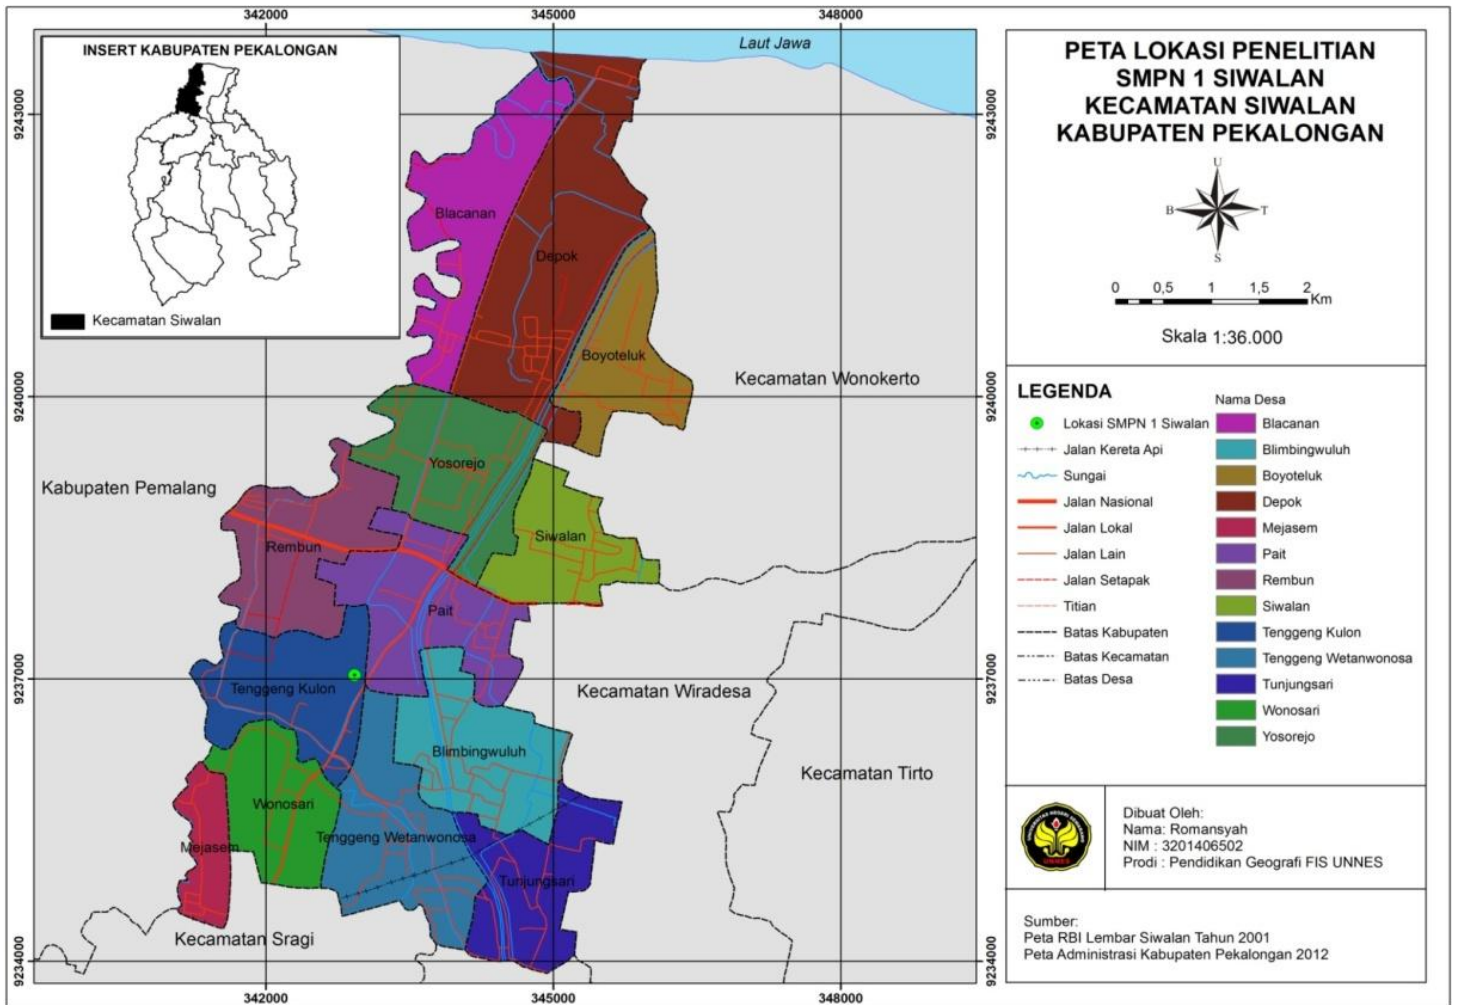 342000
345000
348000
INSERT KABUPATEN PEKALONGAN
Kecamatan Siwalan
Laut Jawa
9243000
9243000
Blacanan
Depok
Boyoteluk
Kecamatan Wonokerto
9240000
9240000
Yosorejo
Kabupaten Pemalang
Siwalan
Rembun
Pait
9237000
9237000
Tenggeng Kulon
Kecamatan Wiradesa
Blimbingwuluh
Kecamatan Tirto
Wonosari
Tenggeng Wetanwonosa
Mejasem
Tunjungsari
Kecamatan Sragi
9234000
9234000
342000
345000
348000
PETA LOKASI PENELITIAN
SMPN 1 SIWALAN
KECAMATAN SIWALAN
KABUPATEN PEKALONGAN
U
B
T
S
0 0,5 1 1,5 2
Km
Skala 1:36.000
LEGENDA
Lokasi SMPN 1 Siwalan
Jalan Kereta Api
Sungai
Jalan Nasional
Jalan Lokal
Jalan Lain
Jalan Setapak
Titian
Batas Kabupaten
Batas Kecamatan
Batas Desa
Nama Desa
Blacanan
Blimbingwuluh
Boyoteluk
Depok
Mejasem
Pait
Rembun
Siwalan
Tenggeng Kulon
Tenggeng Wetanwonosa
Tunjungsari
Wonosari
Yosorejo
UNNES
Dibuat Oleh:
Nama: Romansyah
NIM : 3201406502
Prodi : Pendidikan Geografi FIS UNNES
Sumber:
Peta RBI Lembar Siwalan Tahun 2001
Peta Administrasi Kabupaten Pekalongan 2012